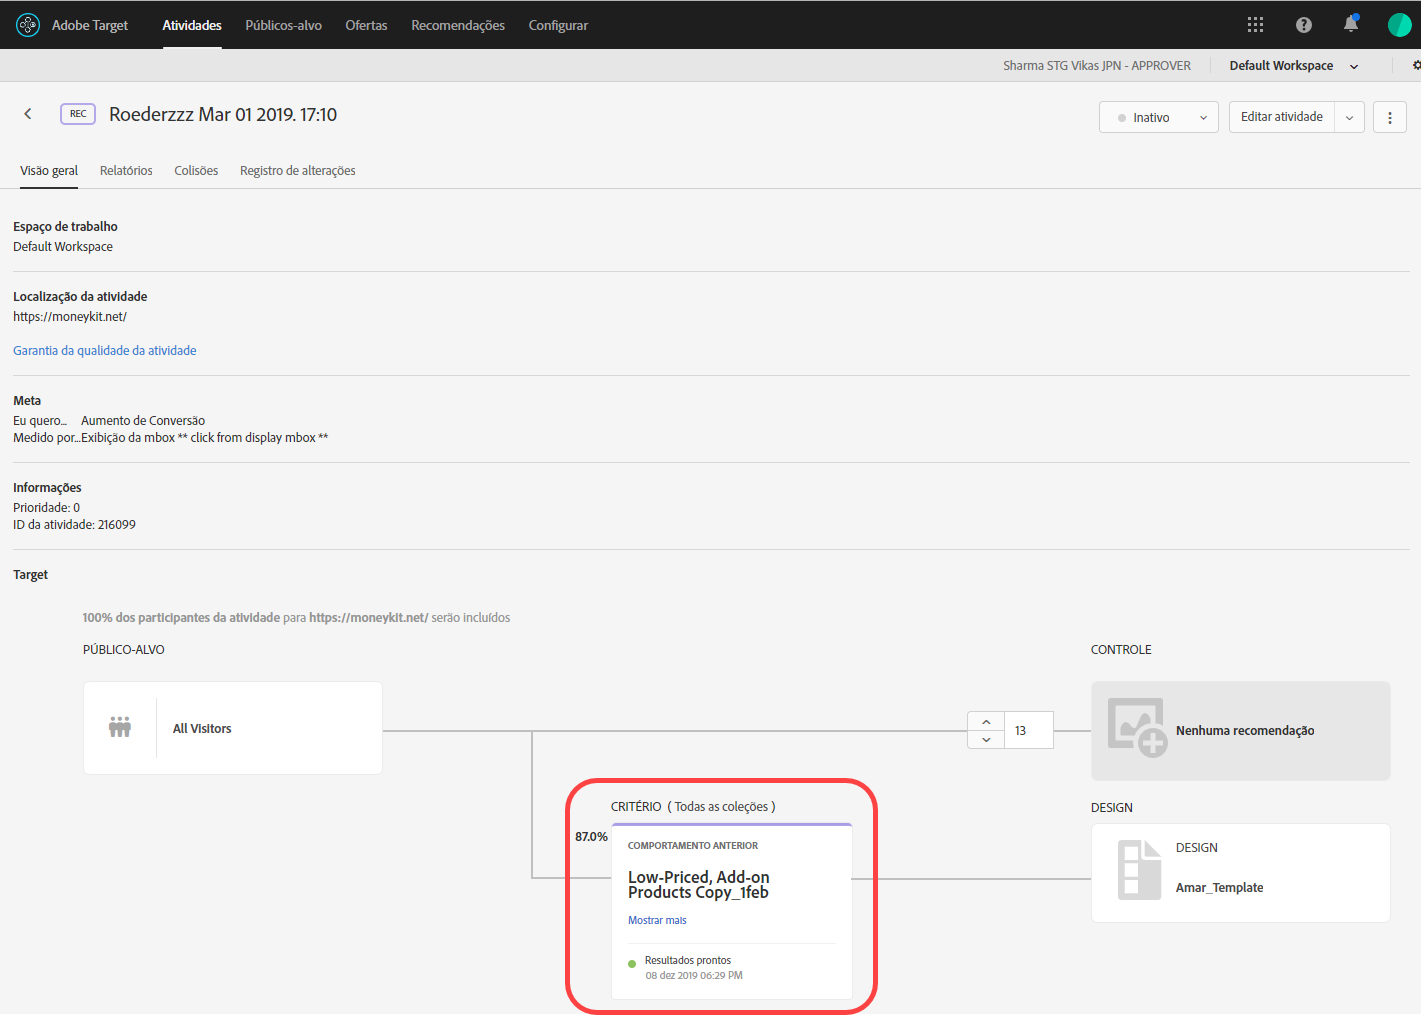 Adobe Target Atividades Públicos-alvo Ofertas Recomendações Configurar
Sharma STG Vikas JPN - APPROVER Default Workspace
REC Roederzzz Mar 01 2019. 17:10 Inativo Editar atividade
Visão geral Relatórios Colisões Registro de alterações
Espaço de trabalho
Default Workspace
Localização da atividade
https://moneykit.net/
Garantia da qualidade da atividade
Meta
Eu quero... Aumento de Conversão
Medido por...Exibição da mbox ** click from display mbox **
Informações
Prioridade: 0
ID da atividade: 216099
Target
100% dos participantes da atividade para https://moneykit.net/ serão incluídos
PÚBLICO-ALVO
CONTROLE
All Visitors
13
Nenhuma recomendação
CRITÉRIO ( Todas as coleções )
87.0%
COMPORTAMENTO ANTERIOR
Low-Priced, Add-on
Products Copy_1feb
Mostrar mais
Resultados prontos
08 dez 2019 06:29 PM
DESIGN
DESIGN
Amar_Template